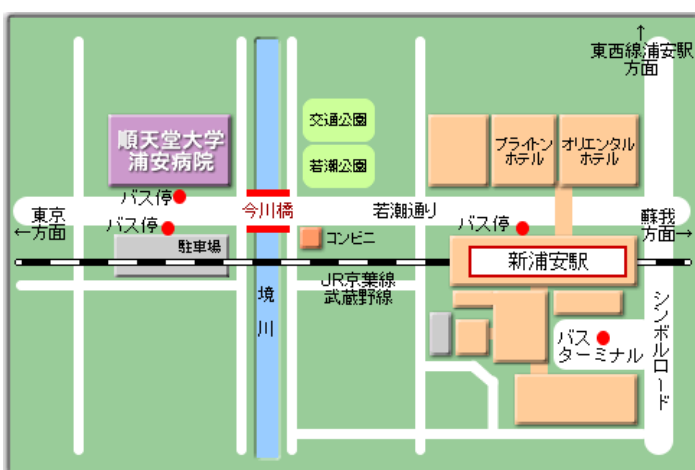 ↑
東西線浦安駅
方面
順天堂大学
浦安病院
交通公園
若潮公園
ブライトン
ホテル
オリエンタル
ホテル
バス停
東京
←方面
バス停
今川橋
若潮通り
バス停
蘇我
方面→
駐車場
コンビニ
新浦安駅
JR京葉線
武蔵野線
境川
バス
ターミナル
シンボルロード